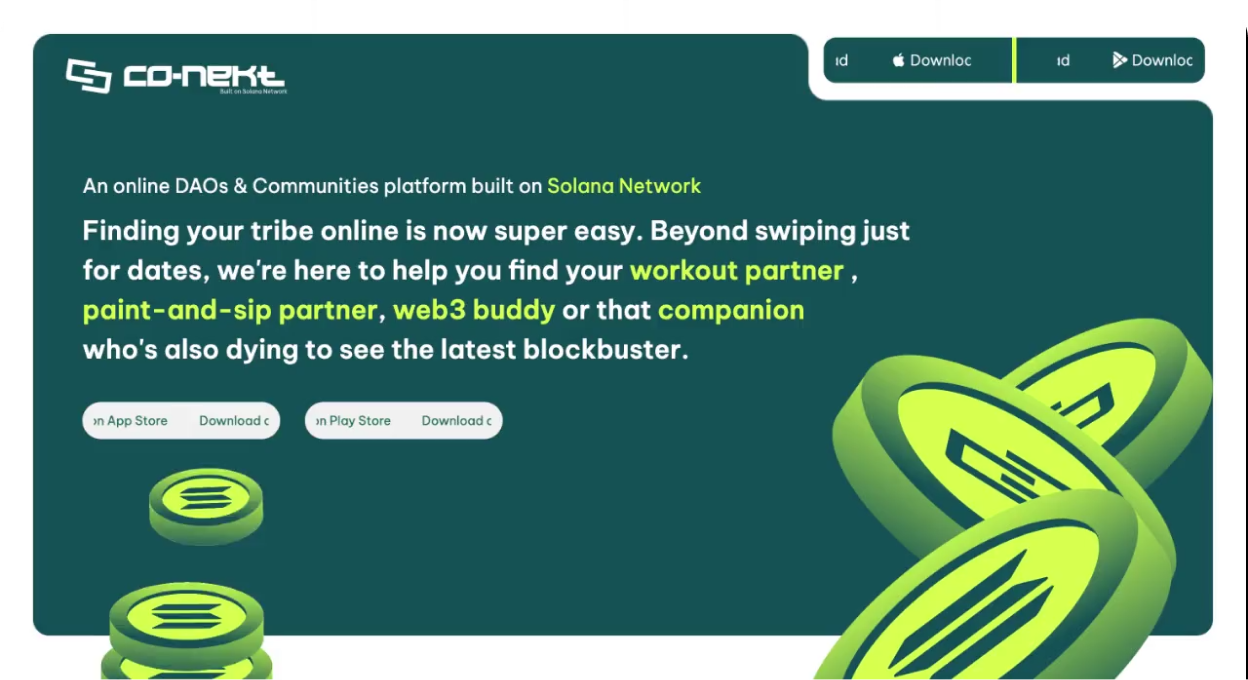 co-nekt
Built on Solana Network
ıd  Downloc  ıd  Downloc
An online DAOs & Communities platform built on Solana Network
Finding your tribe online is now super easy. Beyond swiping just
for dates, we're here to help you find your workout partner ,
paint-and-sip partner, web3 buddy or that companion
who's also dying to see the latest blockbuster.
on App Store  Download o  on Play Store  Download o